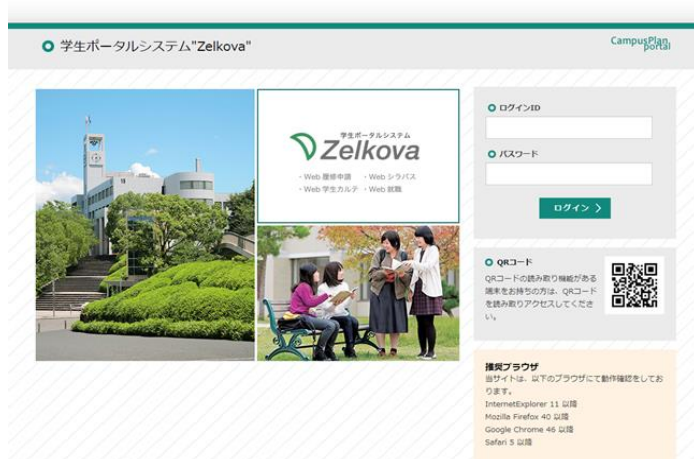 学生ポータルシステム"Zelkova"
CampusPlan
portal
学生ポータルシステム
Zelkova
・Web 履修申請 ・Web シラバス
・Web 学生カルテ ・Web 就職
ログインID
パスワード
ログイン
QRコード
QRコードの読み取り機能がある
端末をお持ちの方は、QRコード
を読み取りアクセスしてくださ
い。
推奨ブラウザ
当サイトは、以下のブラウザにて動作確認をしてお
ります。
InternetExplorer 11 以降
Mozilla Firefox 40 以降
Google Chrome 46 以降
Safari 5 以降